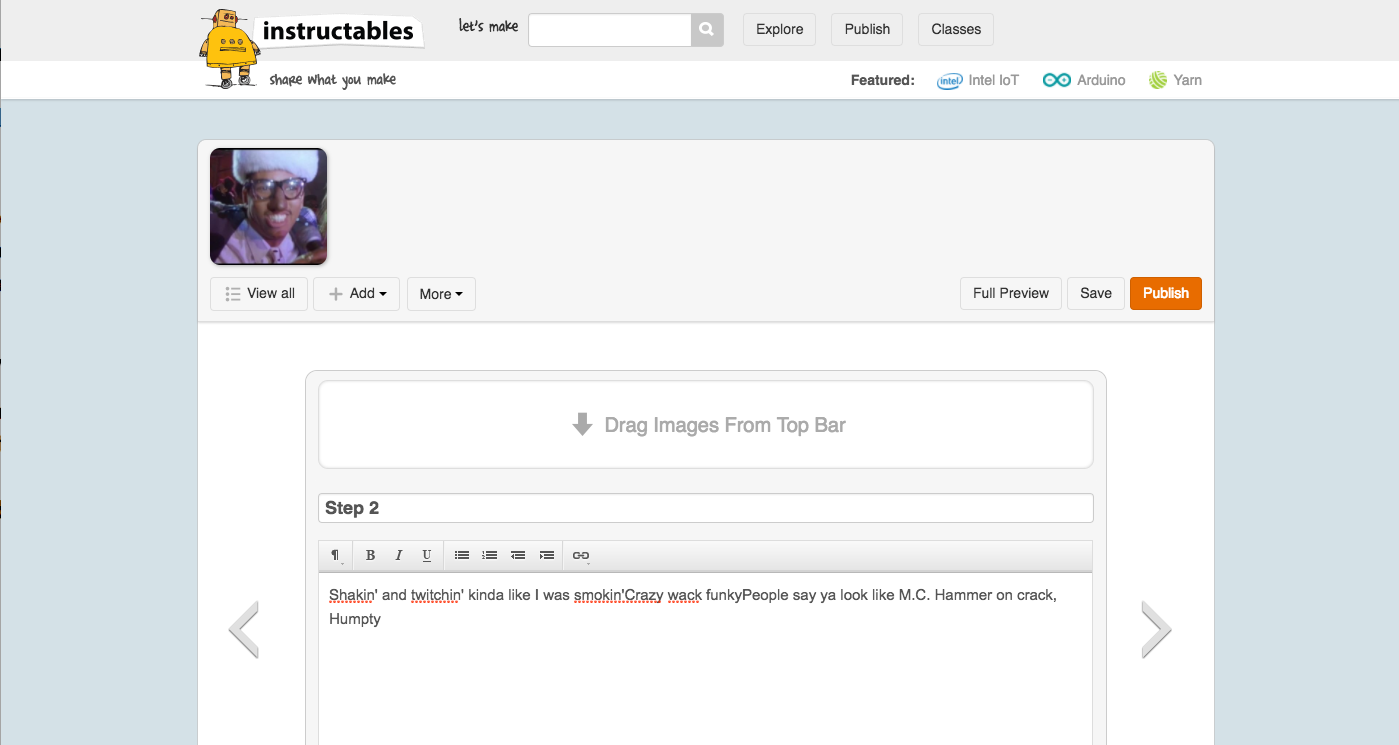 let's make
Explore
Publish
Classes
instructables
share what you make
Featured:
intel
Intel IoT
Arduino
Yarn
View all
Add
More
Full Preview
Save
Publish
Drag Images From Top Bar
Step 2
¶ B I U
Shakin' and twitchin' kinda like I was smokin'Crazy wack funkyPeople say ya look like M.C. Hammer on crack,
Humpty